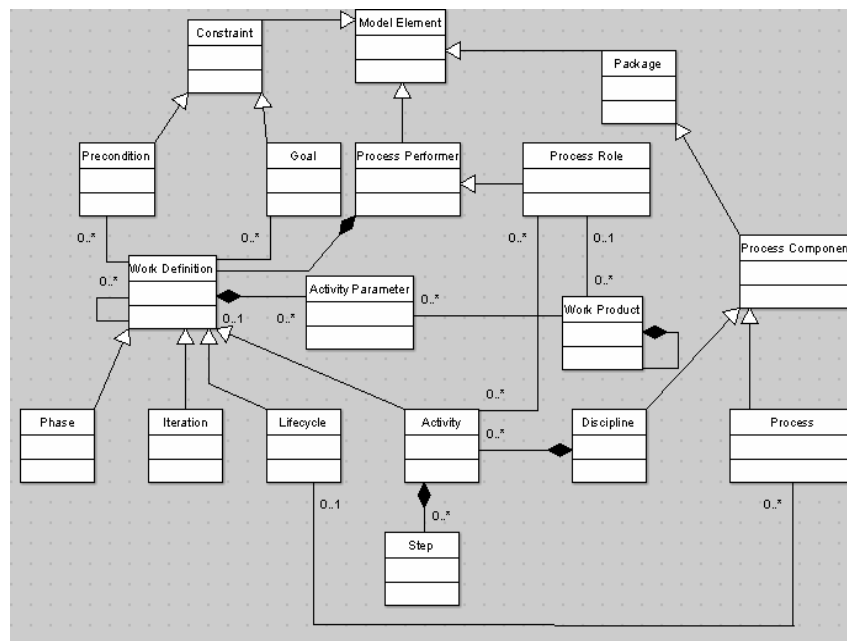 Model Element
Constraint
Package
Precondition
Goal
Process Performer
Process Role
0..*
0..*
0..*
0..1
Process Component
Work Definition
0..*
Activity Parameter
0..*
0..*
Work Product
0..1
0..*
0..*
Phase
Iteration
Lifecycle
Activity
0..*
Discipline
Process
0..1
0..*
0..*
Step